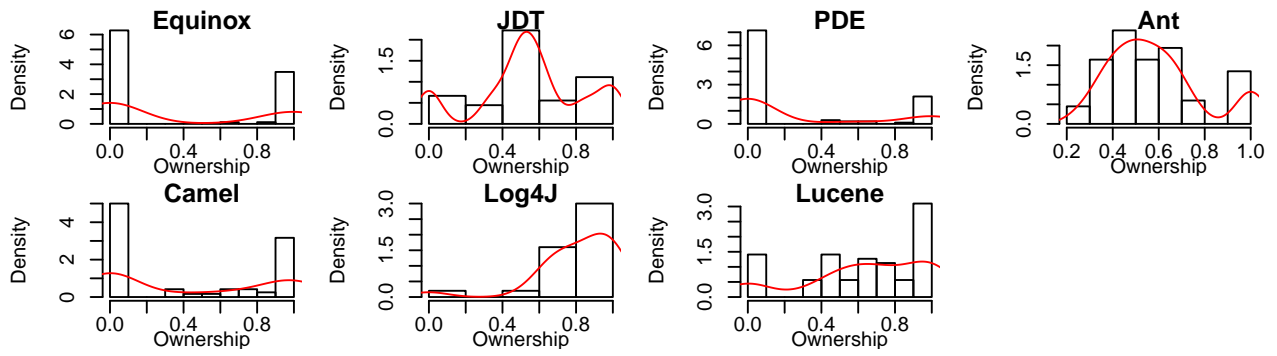 Equinox
Density
0 2 4 6
0.0 0.4 0.8
Ownership
JDT
Density
0.0 1.5
0.0 0.4 0.8
Ownership
PDE
Density
0 3 6
0.0 0.4 0.8
Ownership
Ant
Density
0.0 1.5
0.2 0.4 0.6 0.8 1.0
Ownership
Camel
Density
0 2 4
0.0 0.4 0.8
Ownership
Log4J
Density
0.0 1.5 3.0
0.0 0.4 0.8
Ownership
Lucene
Density
0.0 1.5 3.0
0.0 0.4 0.8
Ownership